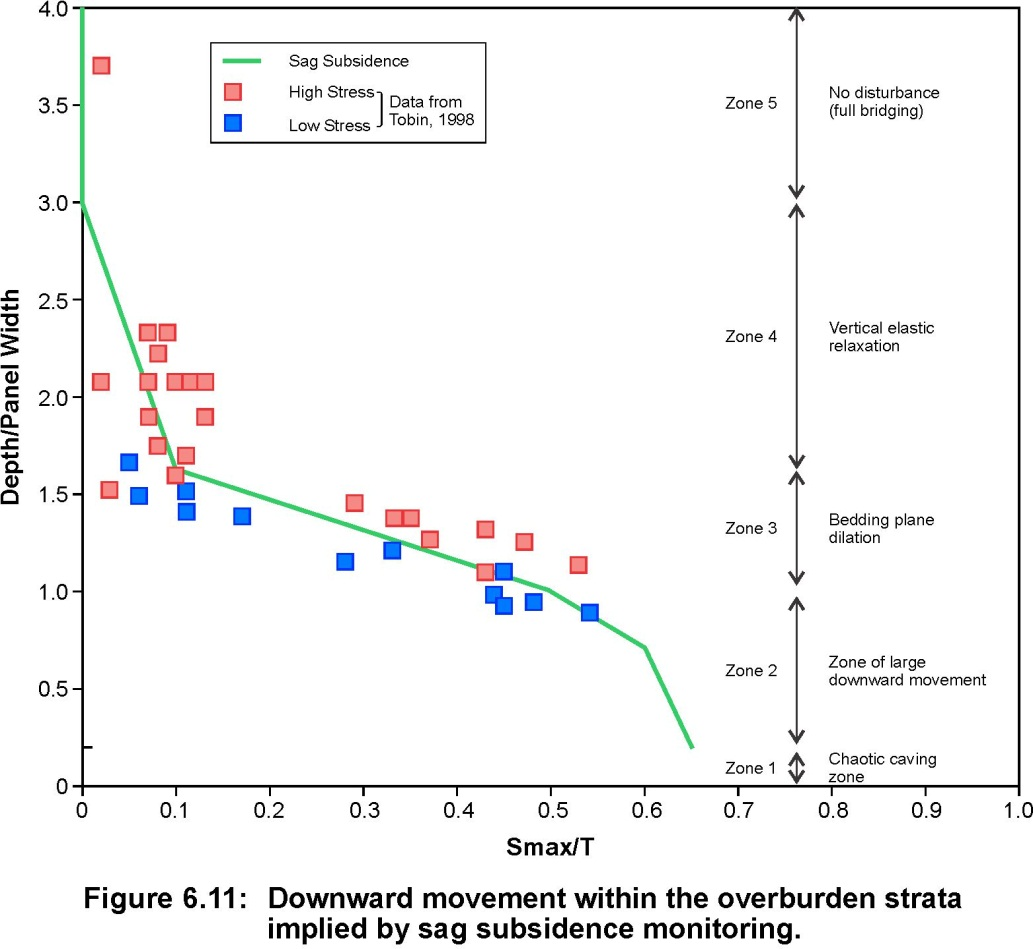 4.0
3.5
3.0
2.5
2.0
1.5
1.0
0.5
0
Depth/Panel Width
Sag Subsidence
High Stress
Low Stress
Data from
Tobin, 1998
Zone 5
No disturbance
(full bridging)
Zone 4
Vertical elastic
relaxation
Zone 3
Bedding plane
dilation
Zone 2
Zone of large
downward movement
Zone 1
Chaotic caving
zone
0 0.1 0.2 0.3 0.4 0.5 0.6 0.7 0.8 0.9 1.0
Smax/T
Figure 6.11: Downward movement within the overburden strata
implied by sag subsidence monitoring.